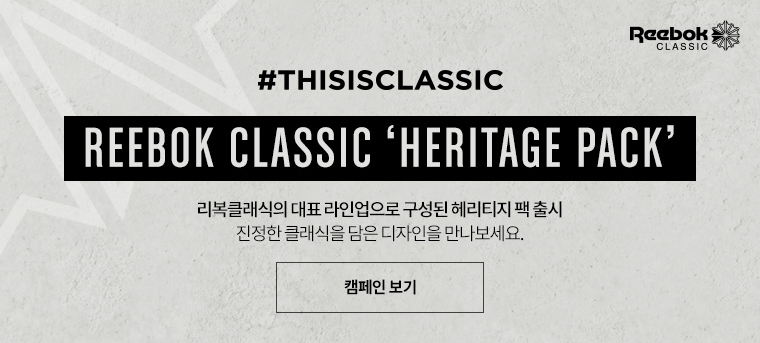 Reebok
CLASSIC
#THISISCLASSIC
REEBOK CLASSIC ‘HERITAGE PACK’
리복클래식의 대표 라인업으로 구성된 헤리티지 팩 출시
진정한 클래식을 담은 디자인을 만나보세요.
캠페인 보기